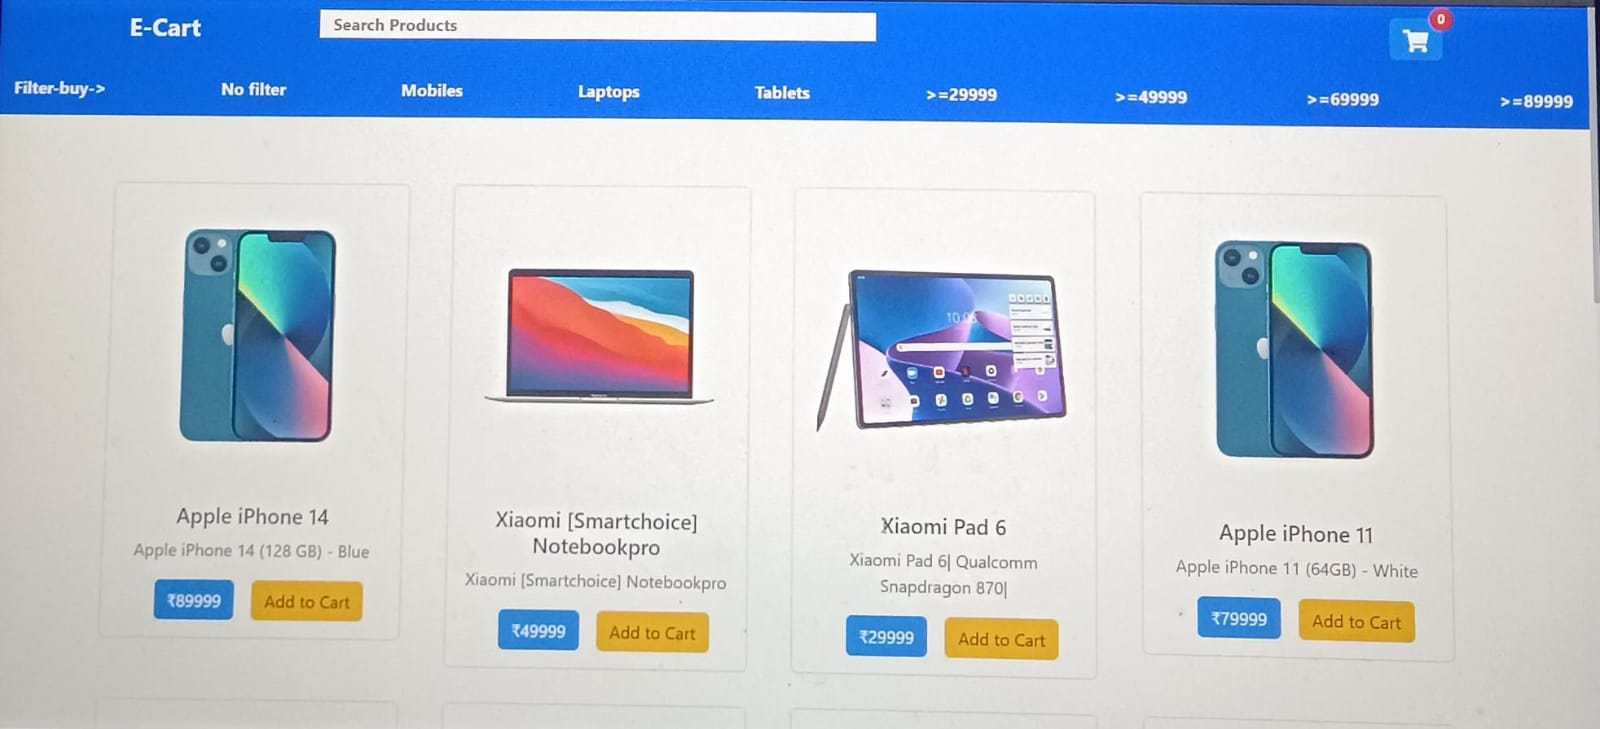 E-Cart
Search Products
0
Filter-buy->
No filter
Mobiles
Laptops
Tablets
>=29999
>=49999
>=69999
>=89999
10:08
Apple iPhone 14
Apple iPhone 14 (128 GB) - Blue
₹89999
Add to Cart
Xiaomi [Smartchoice]
Notebookpro
Xiaomi [Smartchoice] Notebookpro
₹49999
Add to Cart
Xiaomi Pad 6
Xiaomi Pad 6| Qualcomm
Snapdragon 870|
₹29999
Add to Cart
Apple iPhone 11
Apple iPhone 11 (64GB) - White
₹79999
Add to Cart